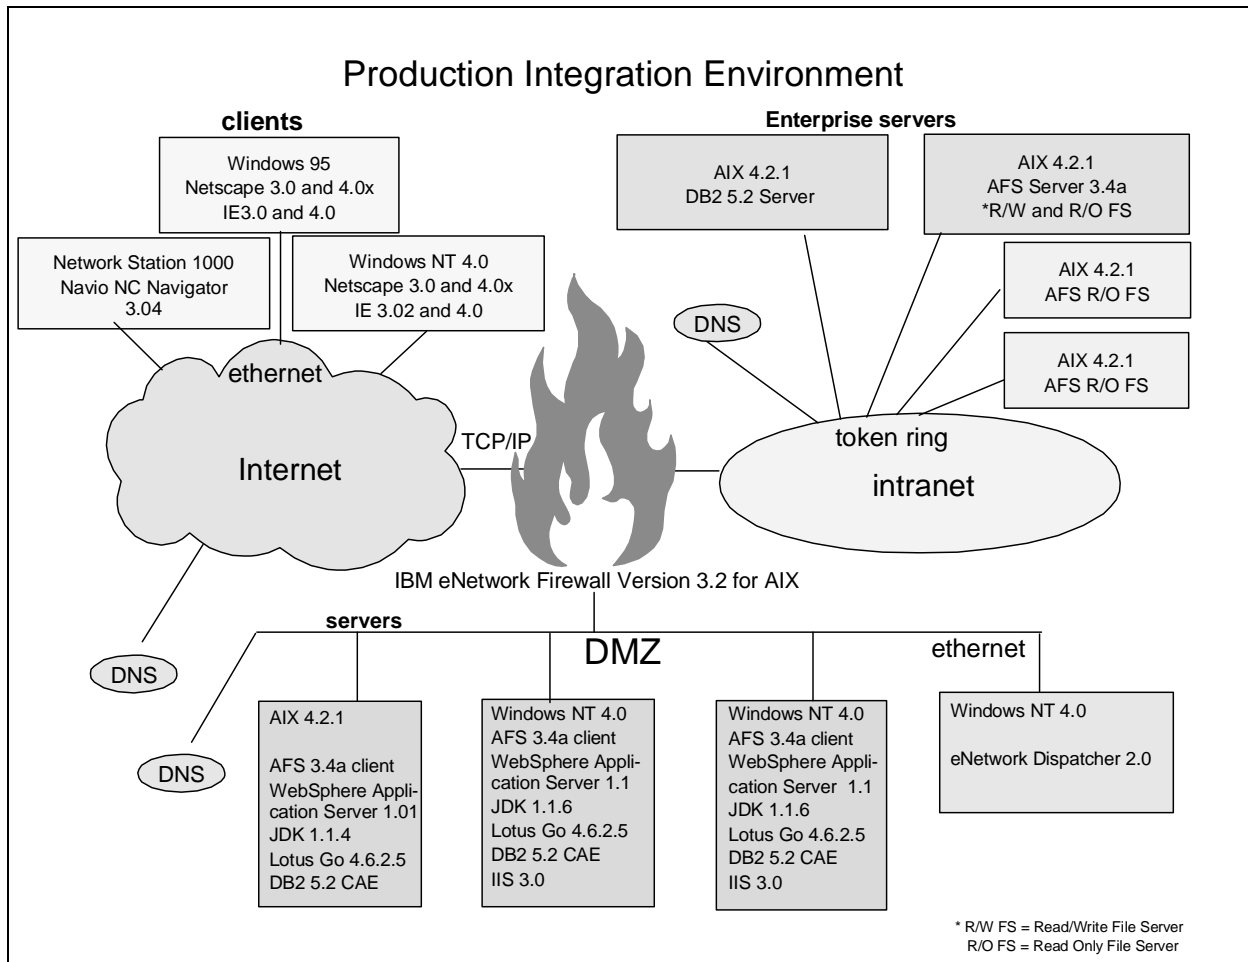 Production Integration Environment
clients
Windows 95
Netscape 3.0 and 4.0x
IE3.0 and 4.0
Network Station 1000
Navio NC Navigator
3.04
Windows NT 4.0
Netscape 3.0 and 4.0x
IE 3.02 and 4.0
Enterprise servers
AIX 4.2.1
DB2 5.2 Server
AIX 4.2.1
AFS Server 3.4a
*R/W and R/O FS
AIX 4.2.1
AFS R/O FS
AIX 4.2.1
AFS R/O FS
DNS
ethernet
Internet
TCP/IP
token ring
intranet
IBM eNetwork Firewall Version 3.2 for AIX
servers
DMZ
ethernet
DNS
DNS
AIX 4.2.1
AFS 3.4a client
WebSphere Appli-
cation Server 1.01
JDK 1.1.4
Lotus Go 4.6.2.5
DB2 5.2 CAE
Windows NT 4.0
AFS 3.4a client
WebSphere Appli-
cation Server 1.1
JDK 1.1.6
Lotus Go 4.6.2.5
DB2 5.2 CAE
IIS 3.0
Windows NT 4.0
AFS 3.4a client
WebSphere Appli-
cation Server 1.1
JDK 1.1.6
Lotus Go 4.6.2.5
DB2 5.2 CAE
IIS 3.0
Windows NT 4.0
eNetwork Dispatcher 2.0
* R/W FS = Read/Write File Server
R/O FS = Read Only File Server